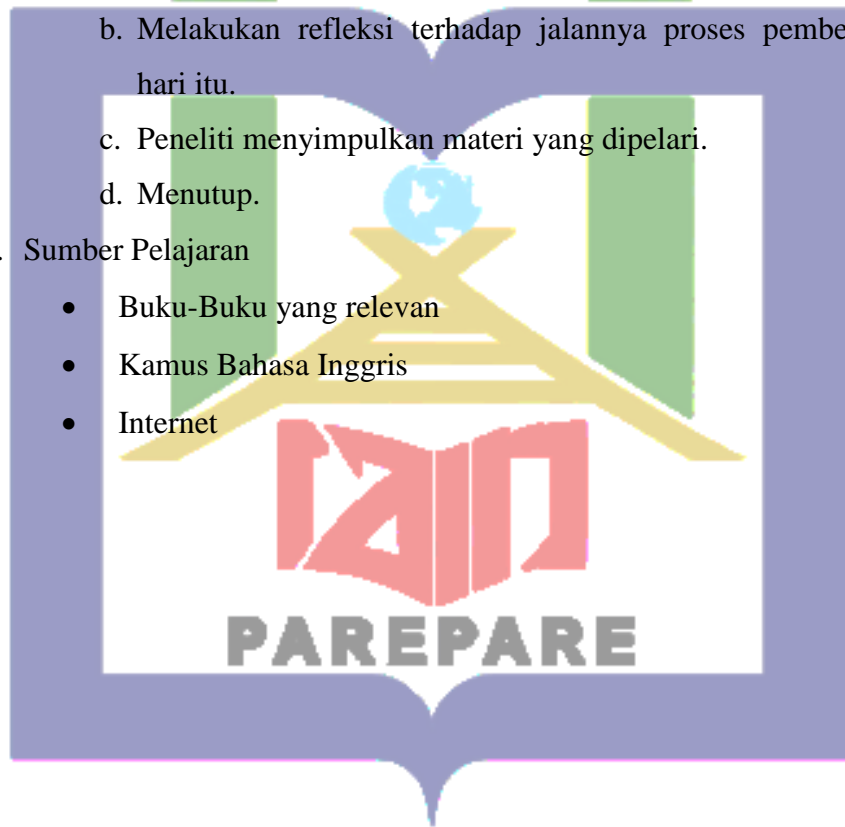 b. Melakukan refleksi terhadap jalannya proses pembe
hari itu.
c. Peneliti menyimpulkan materi yang dipelari.
d. Menutup.
. Sumber Pelajaran
• Buku-Buku yang relevan
• Kamus Bahasa Inggris
• Internet
iain
PAREPARE